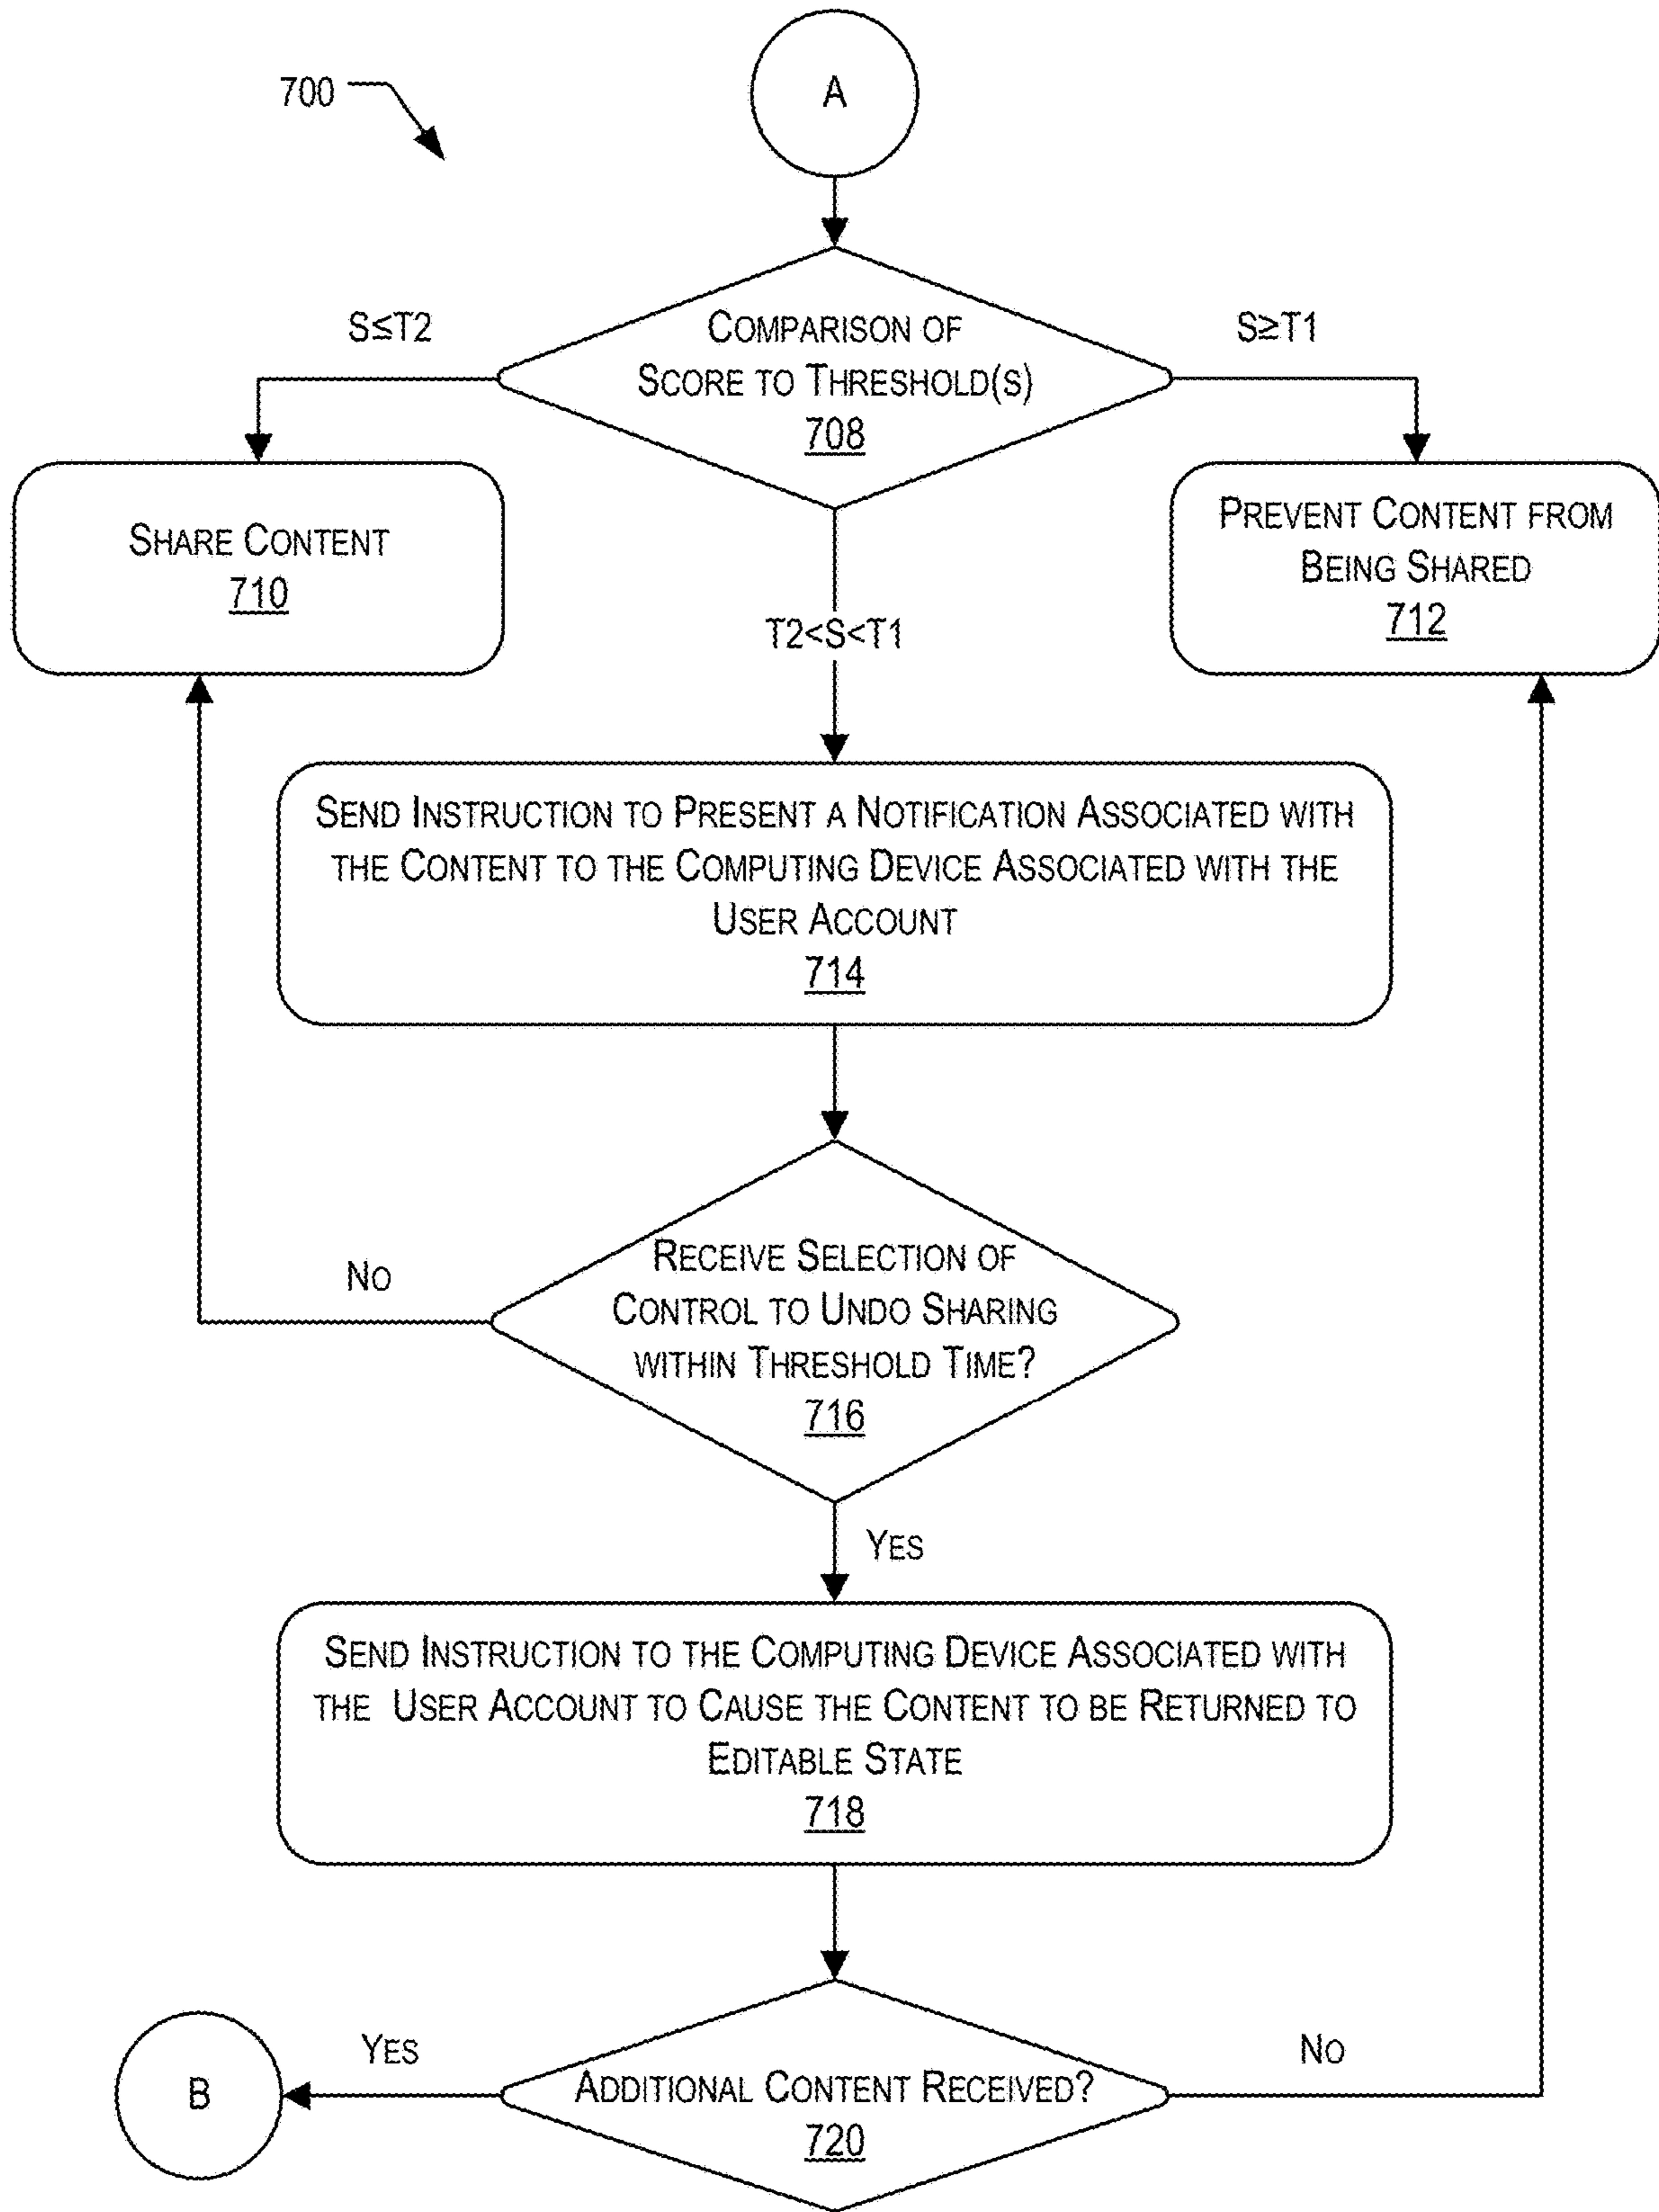 700
A
S≤T2
COMPARISON OF
SCORE TO THRESHOLD(S)
708
S≥T1
SHARE CONTENT
710
PREVENT CONTENT FROM
BEING SHARED
712
T2<S<T1
SEND INSTRUCTION TO PRESENT A NOTIFICATION ASSOCIATED WITH
THE CONTENT TO THE COMPUTING DEVICE ASSOCIATED WITH THE
USER ACCOUNT
714
NO
RECEIVE SELECTION OF
CONTROL TO UNDO SHARING
WITHIN THRESHOLD TIME?
716
YES
SEND INSTRUCTION TO THE COMPUTING DEVICE ASSOCIATED WITH
THE USER ACCOUNT TO CAUSE THE CONTENT TO BE RETURNED TO
EDITABLE STATE
718
B
YES
ADDITIONAL CONTENT RECEIVED?
720
NO